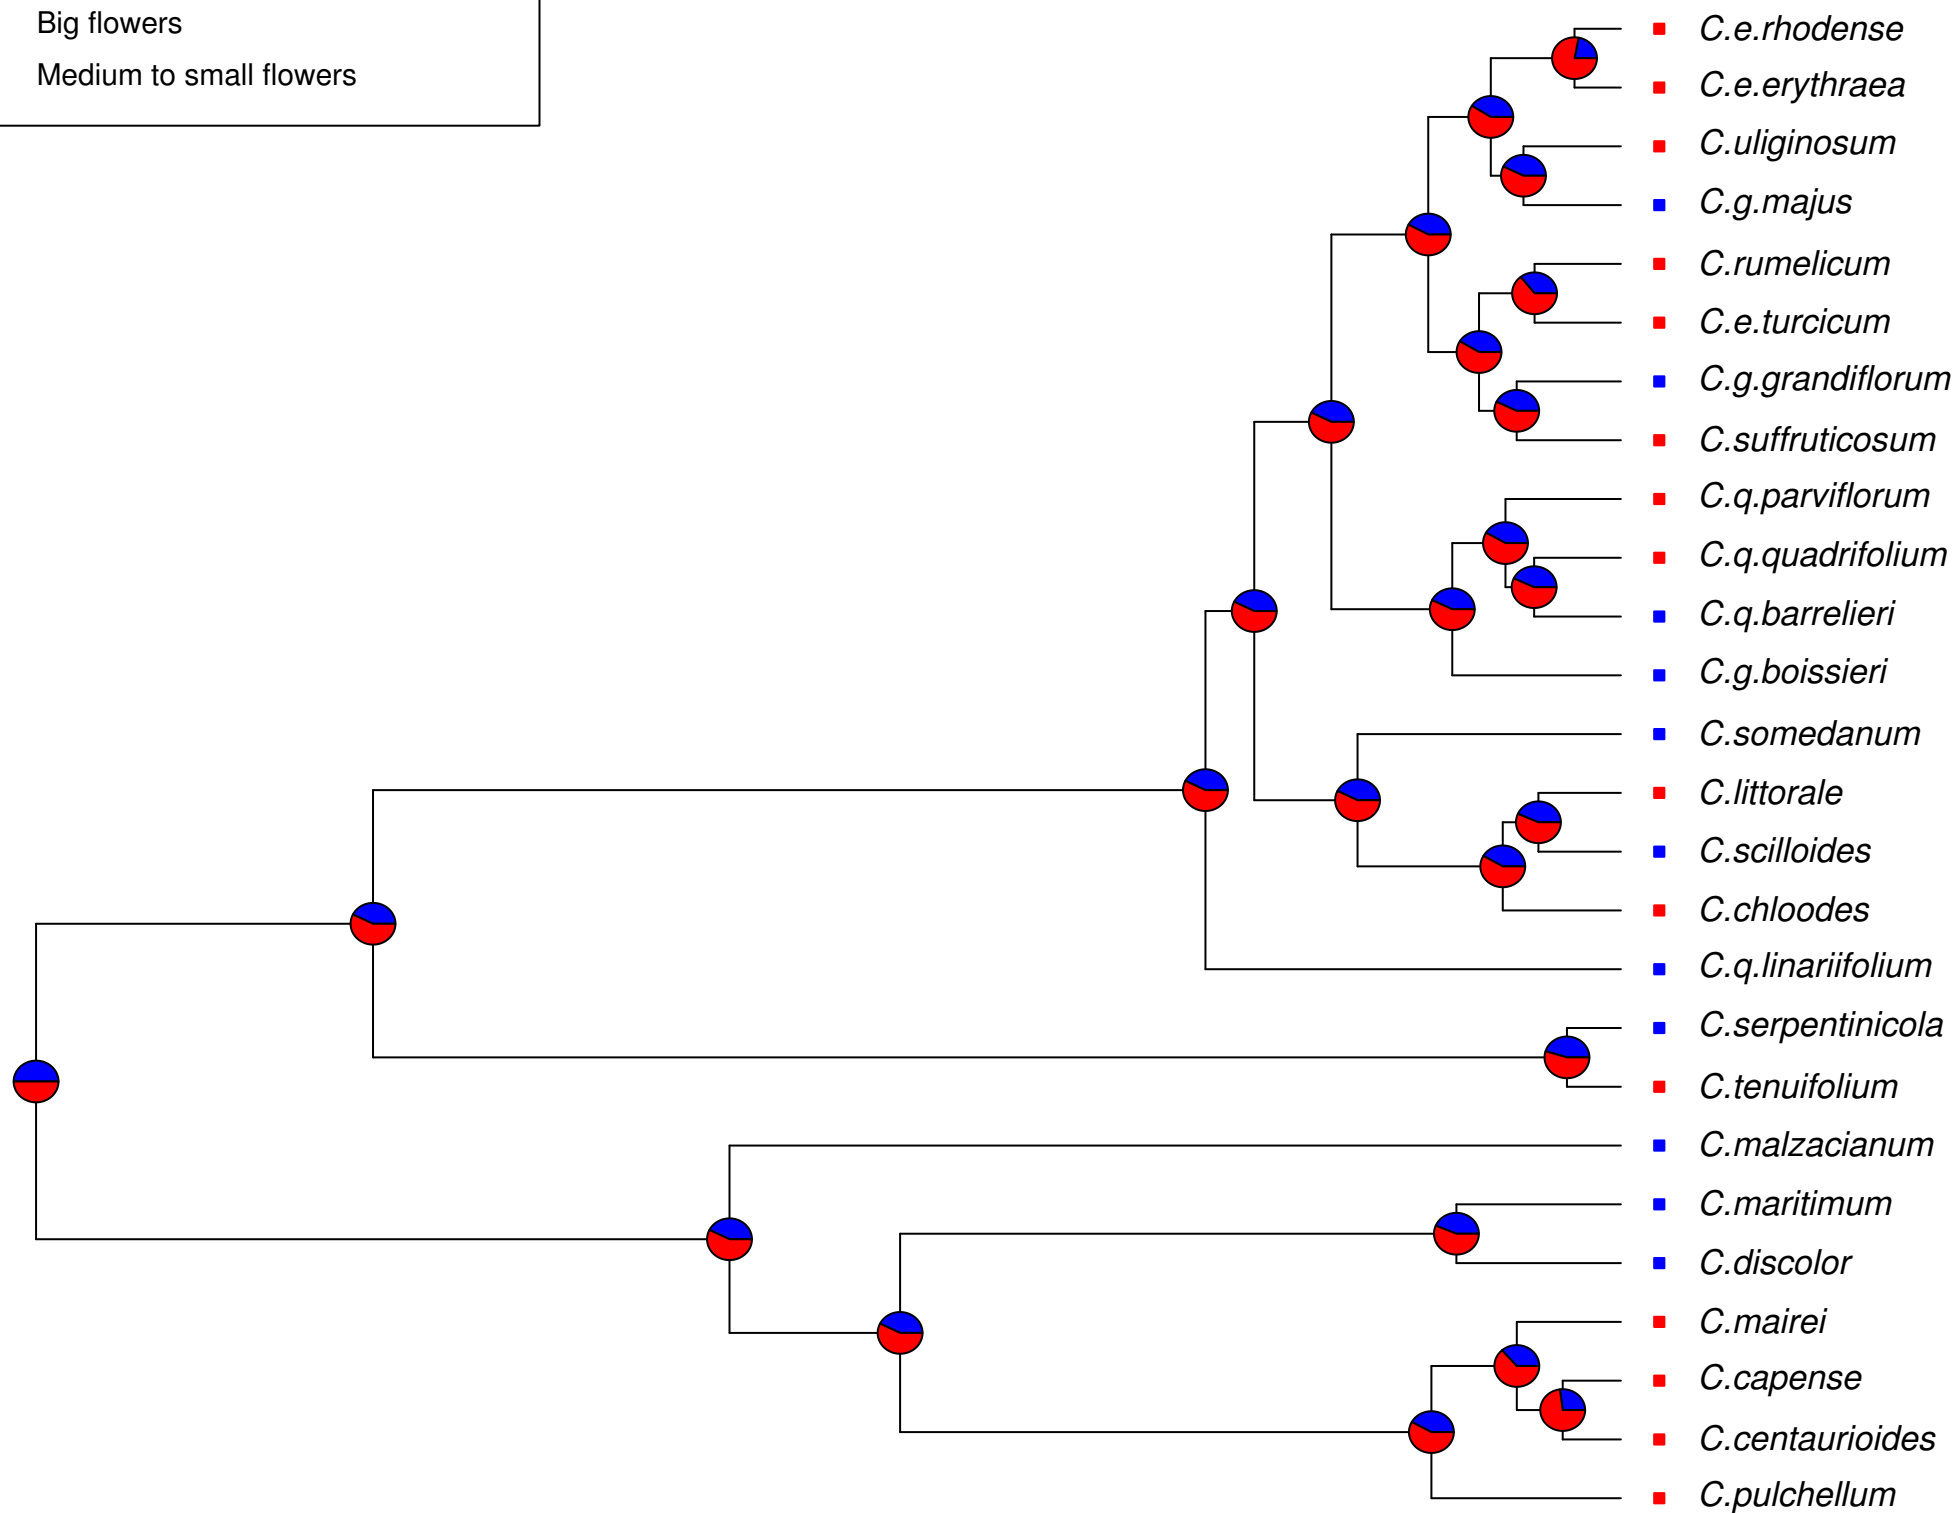 Big flowers
Medium to small flowers
C.e.rhodense
C.e.erythraea
C.uliginosum
C.g.majus
C.rumelicum
C.e.turcicum
C.g.grandiflorum
C.suffruticosum
C.q.parviflorum
C.q.quadrifolium
C.q.barrelieri
C.g.boissieri
C.somedanum
C.littorale
C.scilloides
C.chloodes
C.q.linariifolium
C.serpentinicola
C.tenuifolium
C.malzacianum
C.maritimum
C.discolor
C.mairei
C.capense
C.centaurioides
C.pulchellum